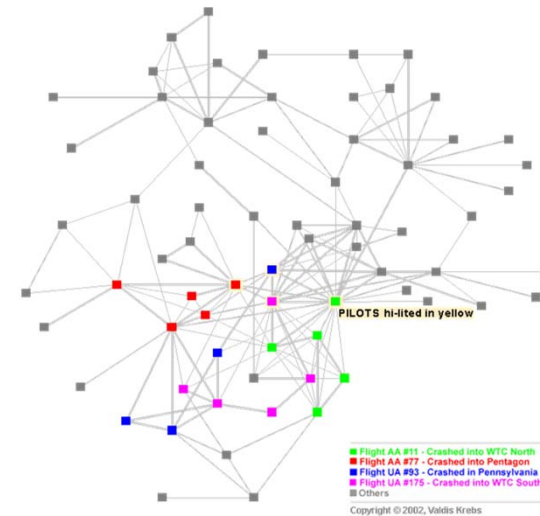 PILOTS hi-lited in yellow
Flight AA #11 - Crashed into WTC North
Flight AA #77 - Crashed into Pentagon
Flight UA #93 - Crashed in Pennsylvania
Flight UA #175 - Crashed into WTC South
Others
Copyright © 2002, Valdis Krebs